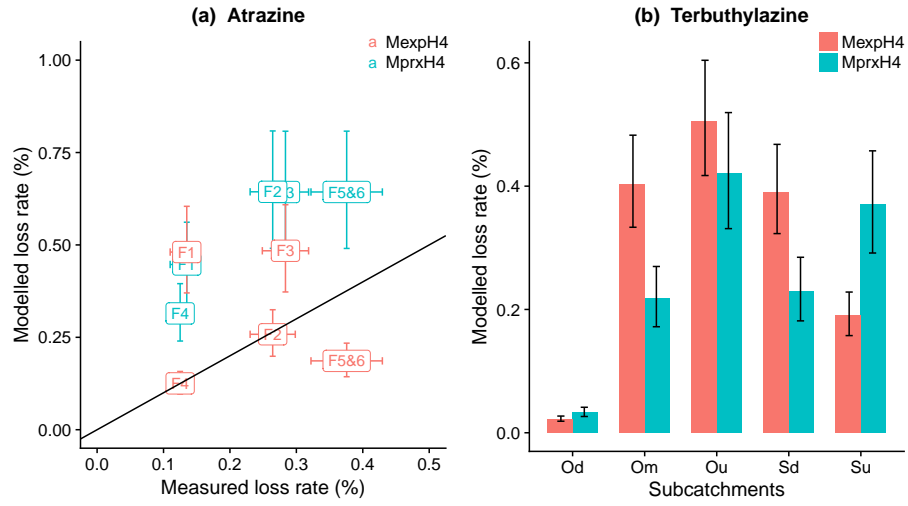 (a) Atrazine
a MexpH4
a MprxH4
1.00
0.75
0.50
0.25
0.00
Modelled loss rate (%)
F2
3
F5&6
F1
F3
F4
F2
F5&6
F4
0.0 0.1 0.2 0.3 0.4 0.5
Measured loss rate (%)
(b) Terbuthylazine
MexpH4
MprxH4
0.6
0.4
0.2
0.0
Modelled loss rate (%)
Od Om Ou Sd Su
Subcatchments